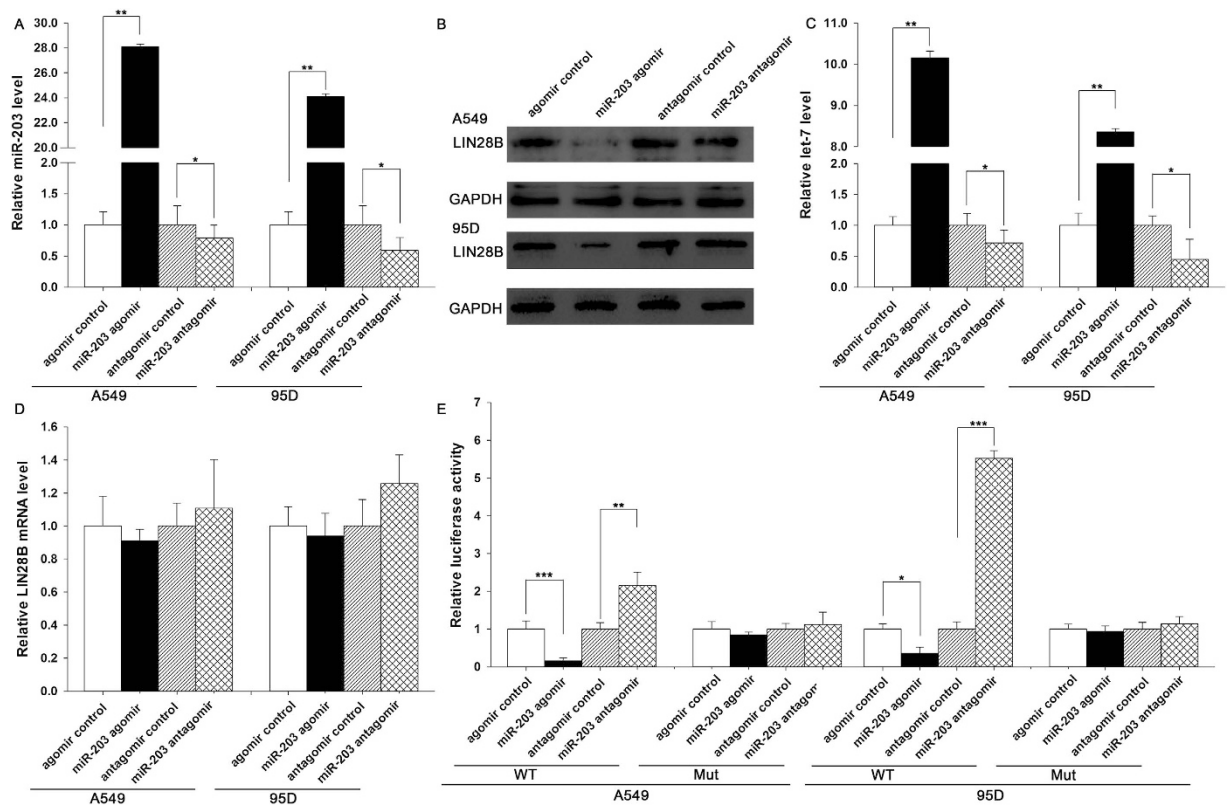 A
Relative miR-203 level
30.0
28.0
26.0
24.0
22.0
20.0
2.0
1.5
1.0
0.5
0.0
**
*
**
*
agomir control
miR-203 agomir
antagomir control
miR-203 antagomir
agomir control
miR-203 agomir
antagomir control
miR-203 antagomir
A549
95D
B
agomir control
miR-203 agomir
antagomir control
miR-203 antagomir
A549
LIN28B
GAPDH
95D
LIN28B
GAPDH
C
Relative let-7 level
11.0
10.0
9.0
8.0
2.0
1.5
1.0
0.5
0.0
**
*
**
*
agomir control
miR-203 agomir
antagomir control
miR-203 antagomir
agomir control
miR-203 agomir
antagomir control
miR-203 antagomir
A549
95D
D
Relative LIN28B mRNA level
1.6
1.4
1.2
1.0
0.8
0.6
0.4
0.2
0.0
agomir control
miR-203 agomir
antagomir control
miR-203 antagomir
agomir control
miR-203 agomir
antagomir control
miR-203 antagomir
A549
95D
E
Relative luciferase activity
7
6
5
4
3
2
1
0
***
**
*
***
agomir control
miR-203 agomir
antagomir control
miR-203 antagomir
agomir control
miR-203 agomir
antagomir control
miR-203 antagomir
agomir control
miR-203 agomir
antagomir control
miR-203 antagomir
agomir control
miR-203 agomir
antagomir control
miR-203 antagomir
WT
Mut
WT
Mut
A549
95D